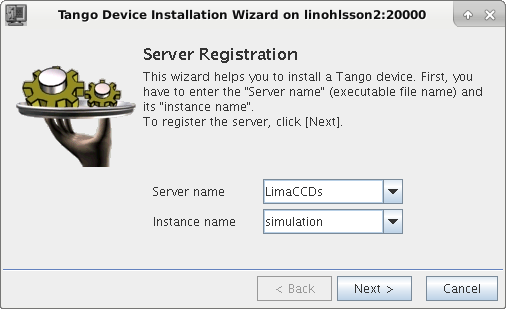 Tango Device Installation Wizard on linohlsson2:20000
Server Registration
This wizard helps you to install a Tango device. First, you
have to enter the "Server name" (executable file name) and
its "instance name".
To register the server, click [Next].
Server name LimaCCDs
Instance name simulation
< Back Next > Cancel